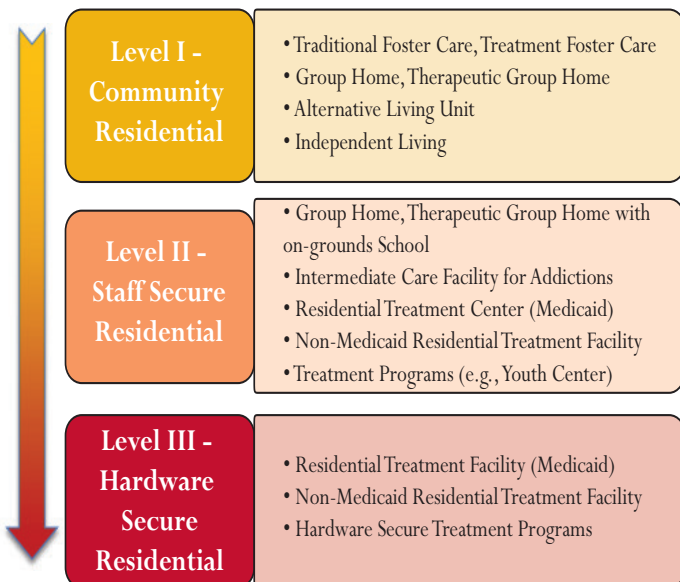 Level I -
Community
Residential
• Traditional Foster Care, Treatment Foster Care
• Group Home, Therapeutic Group Home
• Alternative Living Unit
• Independent Living
Level II -
Staff Secure
Residential
• Group Home, Therapeutic Group Home with
on-grounds School
• Intermediate Care Facility for Addictions
• Residential Treatment Center (Medicaid)
• Non-Medicaid Residential Treatment Facility
• Treatment Programs (e.g., Youth Center)
Level III -
Hardware
Secure
Residential
• Residential Treatment Facility (Medicaid)
• Non-Medicaid Residential Treatment Facility
• Hardware Secure Treatment Programs